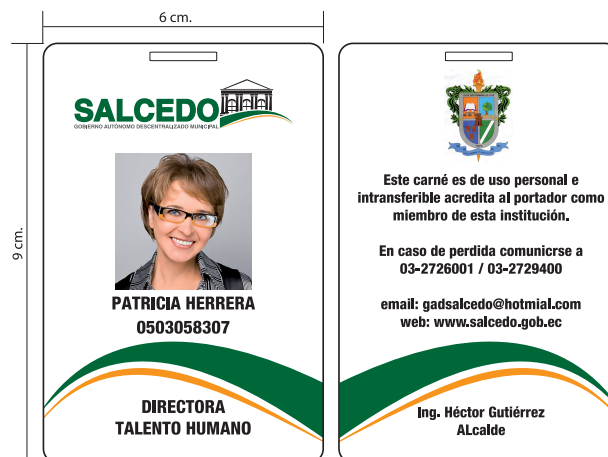 6 cm.
9 cm.
SALCEDO
GOBIERNO AUTÓNOMO DESCENTRALIZADO MUNICIPAL
PATRICIA HERRERA
0503058307
DIRECTORA
TALENTO HUMANO
Este carné es de uso personal e
intransferible acredita al portador como
miembro de esta institución.
En caso de perdida comunicrse a
03-2726001 / 03-2729400
email: gadsalcedo@hotmial.com
web: www.salcedo.gob.ec
Ing. Héctor Gutiérrez
ALcalde